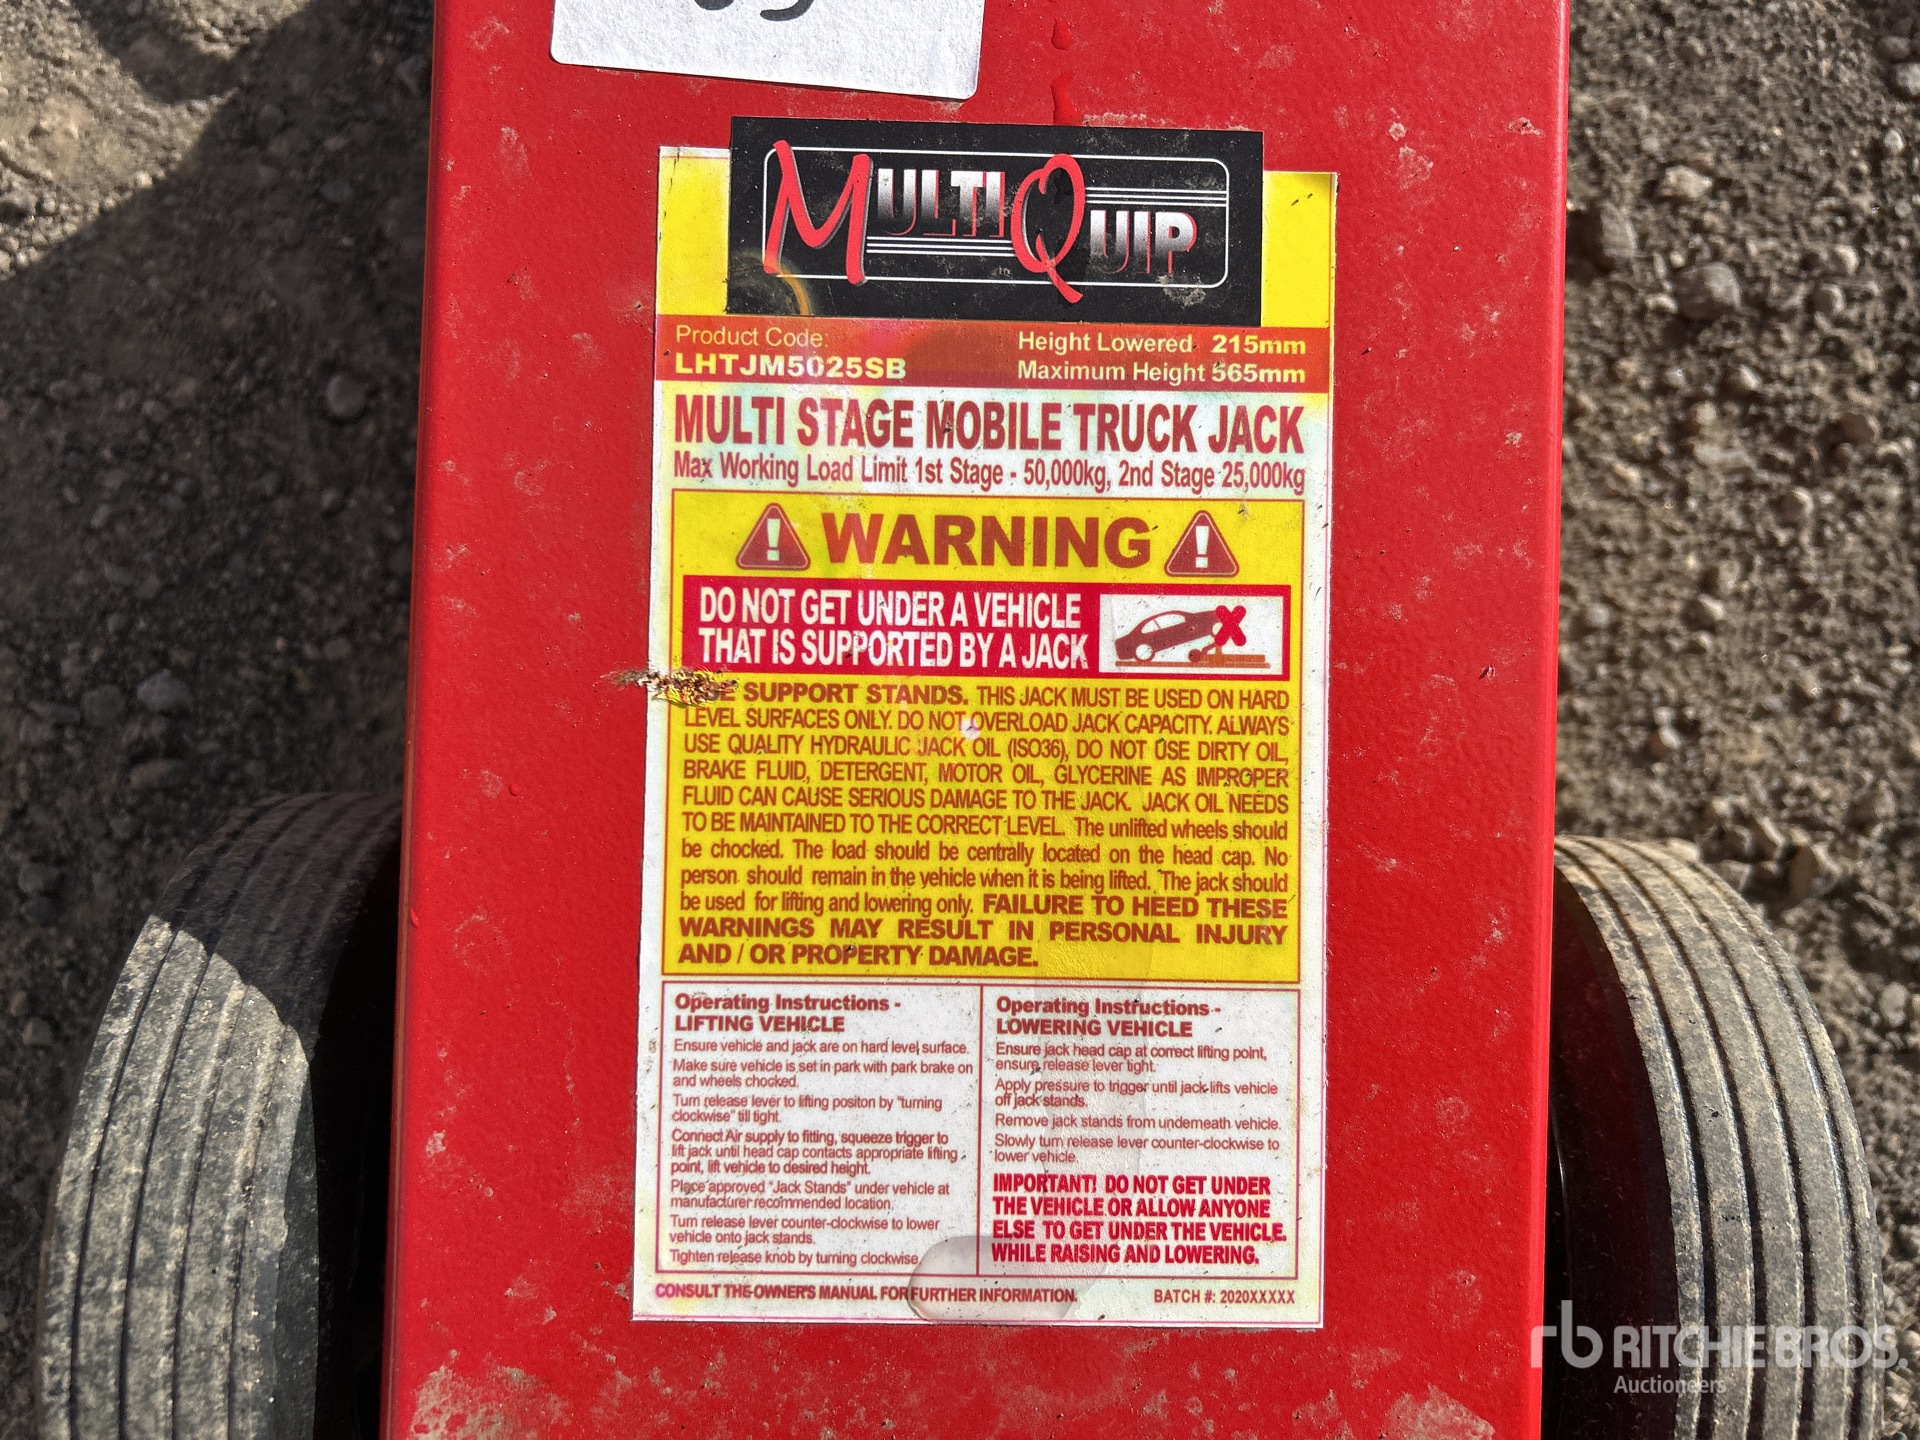 MULTIQUIP
Product Code:
LHTJM5025SB
Height Lowered 215mm
Maximum Height 565mm
MULTI STAGE MOBILE TRUCK JACK
Max Working Load Limit 1st Stage - 50,000kg, 2nd Stage 25,000kg
WARNING
DO NOT GET UNDER A VEHICLE
THAT IS SUPPORTED BY A JACK
SUPPORT STANDS. THIS JACK MUST BE USED ON HARD
LEVEL SURFACES ONLY. DO NOT OVERLOAD JACK CAPACITY. ALWAYS
USE QUALITY HYDRAULIC JACK OIL (ISO36), DO NOT USE DIRTY OIL,
BRAKE FLUID, DETERGENT, MOTOR OIL, GLYCERINE AS IMPROPER
FLUID CAN CAUSE SERIOUS DAMAGE TO THE JACK. JACK OIL NEEDS
TO BE MAINTAINED TO THE CORRECT LEVEL. The unlifted wheels should
be chocked. The load should be centrally located on the head cap. No
person should remain in the vehicle when it is being lifted. The jack should
be used for lifting and lowering only. FAILURE TO HEED THESE
WARNINGS MAY RESULT IN PERSONAL INJURY
AND / OR PROPERTY DAMAGE.
Operating Instructions -
LIFTING VEHICLE
Ensure vehicle and jack are on hard level surface.
Make sure vehicle is set in park with park brake on
and wheels chocked.
Turn release lever to lifting positon by "turning
clockwise" till tight.
Connect Air supply to fitting, squeeze trigger to
lift jack until head cap contacts appropriate lifting
point, lift vehicle to desired height.
Place approved "Jack Stands" under vehicle at
manufacturer recommended location.
Turn release lever counter-clockwise to lower
vehicle onto jack stands.
Tighten release knob by turning clockwise.
Operating Instructions -
LOWERING VEHICLE
Ensure jack head cap at correct lifting point,
ensure release lever tight.
Apply pressure to trigger until jack lifts vehicle
off jack stands.
Remove jack stands from underneath vehicle.
Slowly turn release lever counter-clockwise to
lower vehicle.
IMPORTANT! DO NOT GET UNDER
THE VEHICLE OR ALLOW ANYONE
ELSE TO GET UNDER THE VEHICLE.
WHILE RAISING AND LOWERING.
CONSULT THE OWNERS MANUAL FOR FURTHER INFORMATION.
BATCH #: 2020XXXXX
rb RITCHIE BROS.
Auctioneers